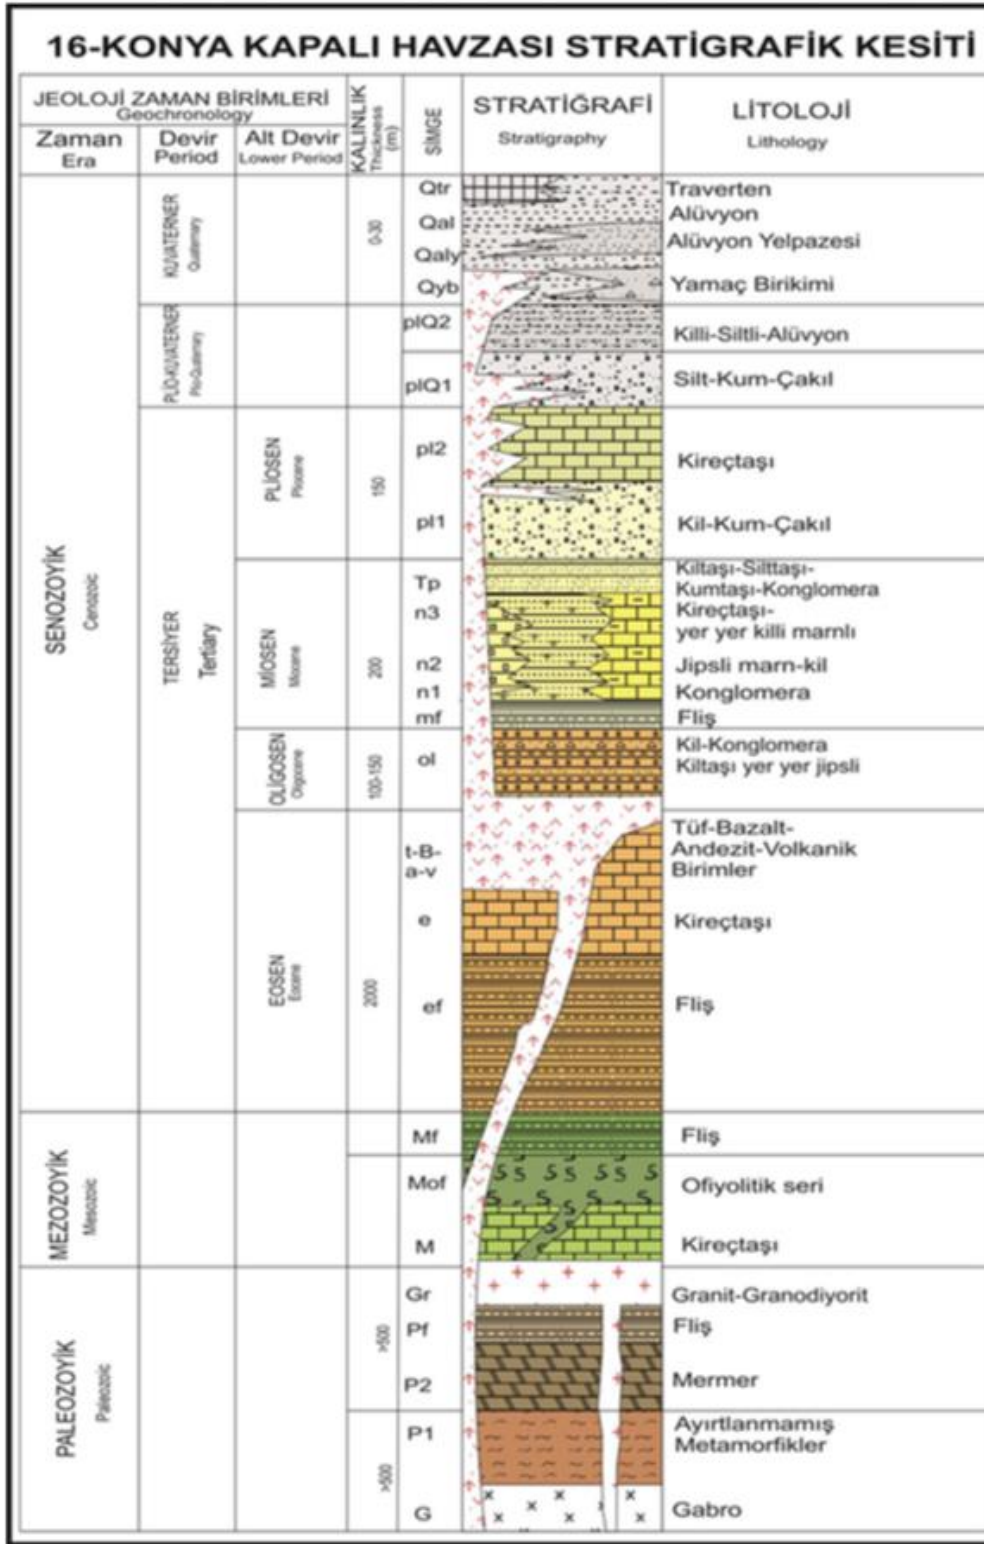 16-KONYA KAPALI HAVZASI STRATİGRAFİK KESİTİ
JEOLOJİ ZAMAN BİRİMLERİ
Geochronology
Zaman
Era
Devir
Period
Alt Devir
Lower Period
KALINLIK
Thickness
(m)
SİMGE
STRATİĞRAFİ
Stratigraphy
LİTOLOJİ
Lithology
SENOZOYİK
Cenozoic
KUVATERNER
Quaternary
0-30
Qtr
Traverten
Qal
Alüvyon
Qaly
Alüvyon Yelpazesi
Qyb
Yamaç Birikimi
PLİO-KUVATERNER
Plio-Quaternary
plQ2
Killi-Siltli-Alüvyon
plQ1
Silt-Kum-Çakıl
TERSİYER
Tertiary
PLİOSEN
Pliocene
150
pl2
Kireçtaşı
pl1
Kil-Kum-Çakıl
MİOSEN
Miocene
200
Tp
Kiltaşı-Silttaşı-
Kumtaşı-Konglomera
n3
Kireçtaşı-
yer yer killi marnlı
n2
Jipsli marn-kil
n1
Konglomera
mf
Fliş
OLİGOSEN
Oligocene
100-150
ol
Kil-Konglomera
Kiltaşı yer yer jipsli
EOSEN
Eocene
2000
t-B-
a-v
Tüf-Bazalt-
Andezit-Volkanik
Birimler
e
Kireçtaşı
ef
Fliş
MEZOZOYİK
Mesozoic
Mf
Fliş
Mof
Ofiyolitik seri
M
Kireçtaşı
PALEOZOYİK
Paleozoic
>500
Gr
Granit-Granodiyorit
Pf
Fliş
P2
Mermer
>500
P1
Ayırtlanmamış
Metamorfikler
G
Gabro